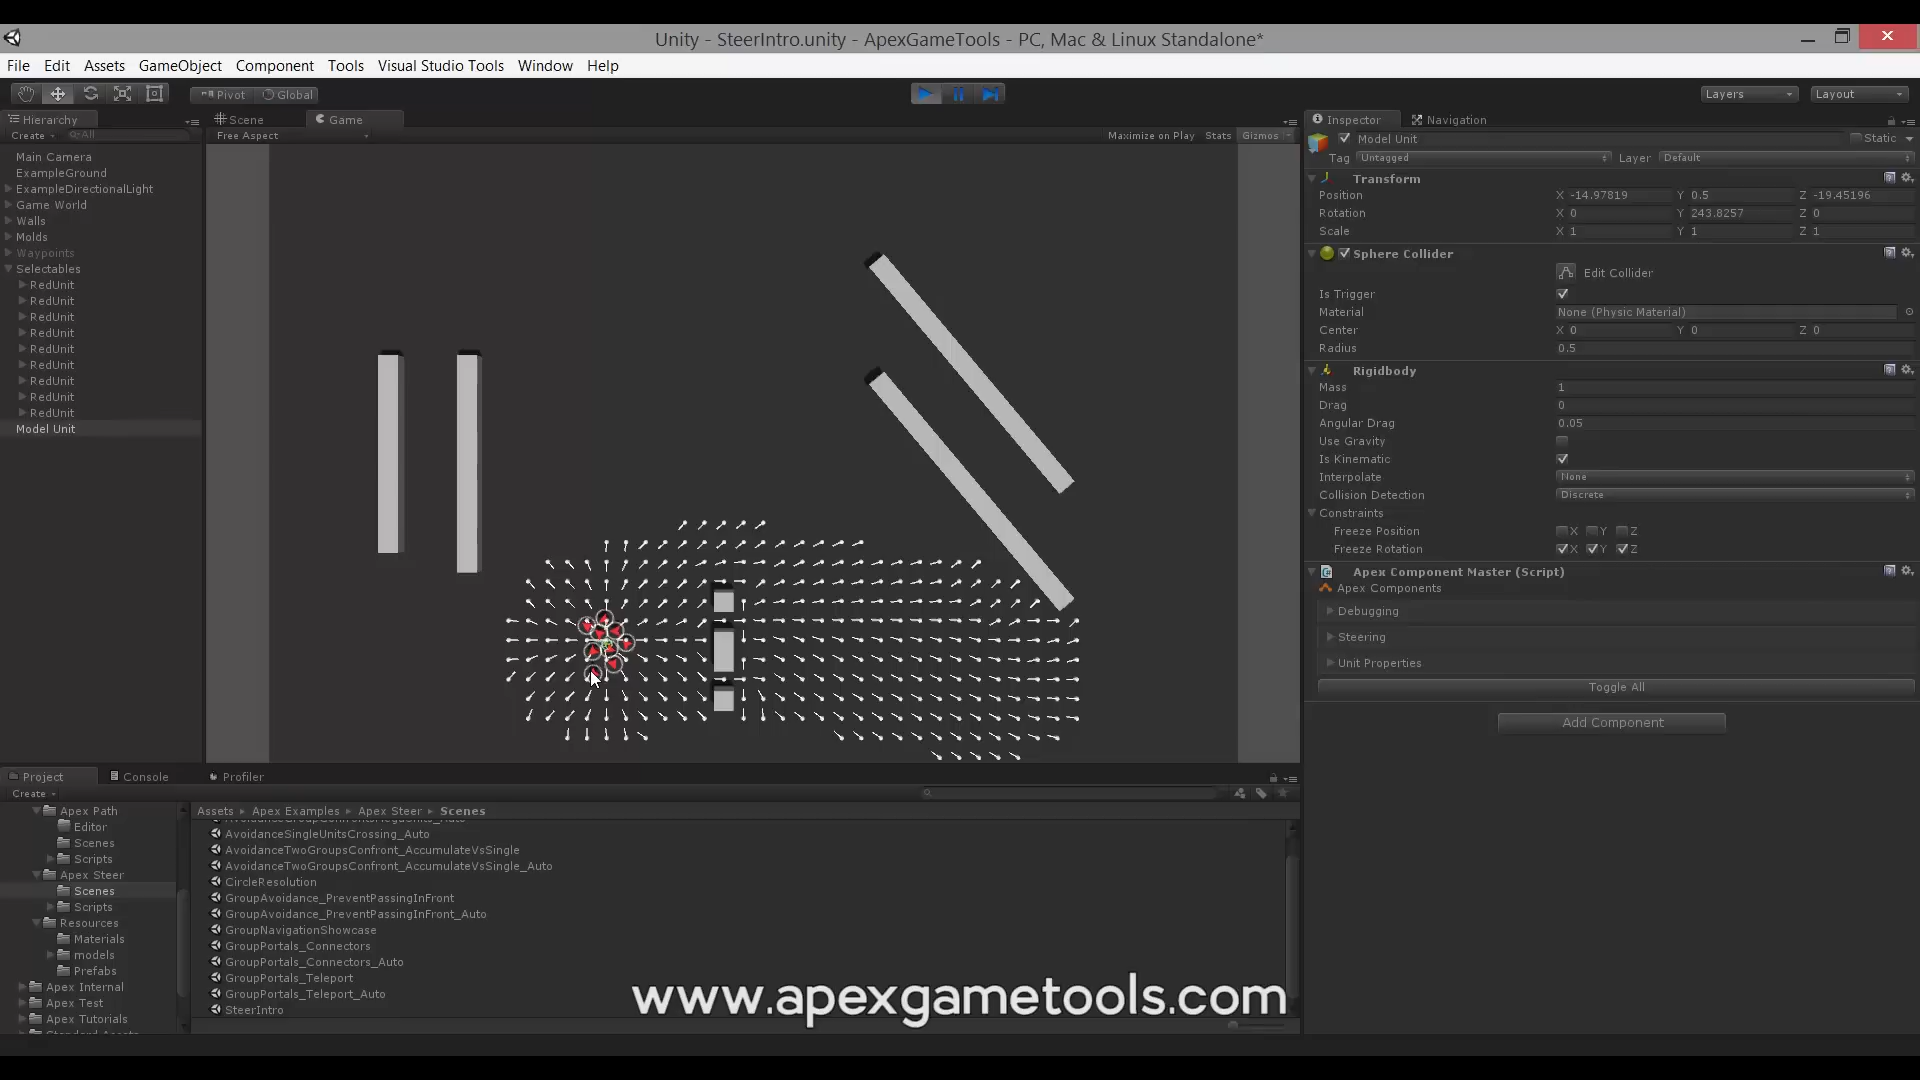 Unity - SteerIntro.unity - ApexGameTools - PC, Mac & Linux Standalone*
File Edit Assets GameObject Component Tools Visual Studio Tools Window Help
Pivot Global Layers Layout
Hierarchy
Create All
Main Camera
ExampleGround
ExampleDirectionalLight
Game World
Walls
Molds
Waypoints
Selectables
RedUnit
RedUnit
RedUnit
RedUnit
RedUnit
RedUnit
RedUnit
RedUnit
RedUnit
Model Unit
Scene Game
Free Aspect Maximize on Play Stats Gizmos
Inspector Navigation
Model Unit Static
Tag Untagged Layer Default
Transform
Position X -14.97819 Y 0.5 Z -19.45196
Rotation X 0 Y 243.8257 Z 0
Scale X 1 Y 1 Z 1
Sphere Collider
Edit Collider
Is Trigger
Material None (Physic Material)
Center X 0 Y 0 Z 0
Radius 0.5
Rigidbody
Mass 1
Drag 0
Angular Drag 0.05
Use Gravity
Is Kinematic
Interpolate None
Collision Detection Discrete
Constraints
Freeze Position X Y Z
Freeze Rotation X Y Z
Apex Component Master (Script)
Apex Components
Debugging
Steering
Unit Properties
Toggle All
Add Component
Project Console Profiler
Create
Apex Path
Editor
Scenes
Scripts
Apex Steer
Scenes
Scripts
Resources
Materials
models
Prefabs
Apex Internal
Apex Test
Apex Tutorials
Assets Apex Examples Apex Steer Scenes
AvoidanceSingleUnitsCrossing_Auto
AvoidanceTwoGroupsConfront_AccumulateVsSingle
AvoidanceTwoGroupsConfront_AccumulateVsSingle_Auto
CircleResolution
GroupAvoidance_PreventPassingInFront
GroupAvoidance_PreventPassingInFront_Auto
GroupNavigationShowcase
GroupPortals_Connectors
GroupPortals_Connectors_Auto
GroupPortals_Teleport
GroupPortals_Teleport_Auto
SteerIntro
www.apexgametools.com